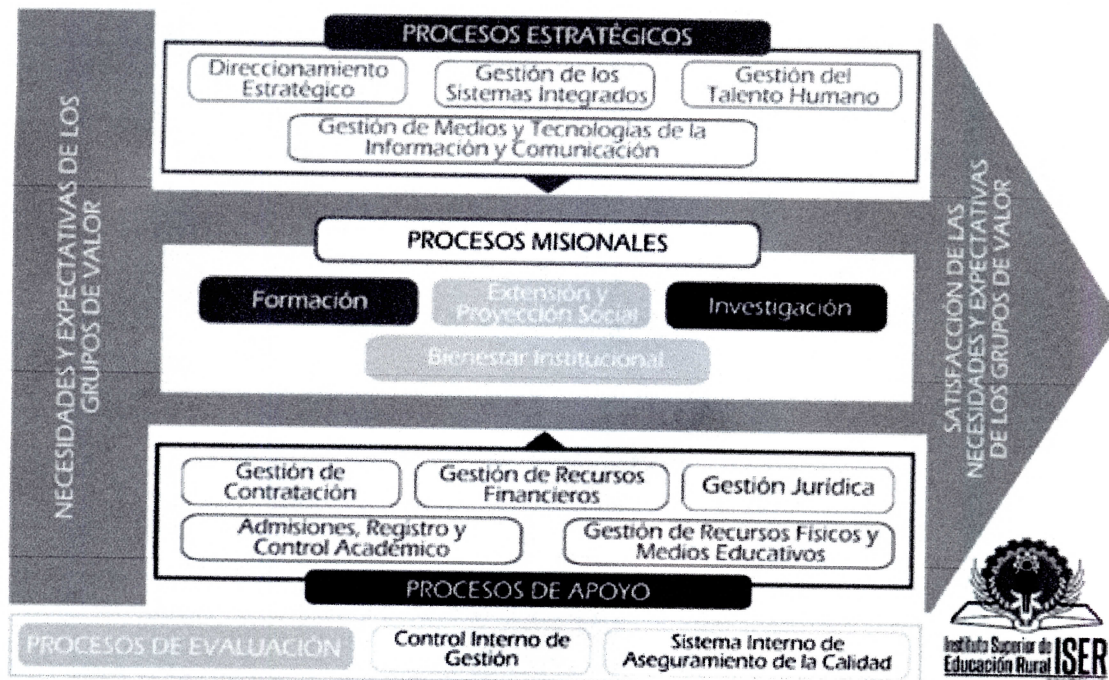 NECESIDADES Y EXPECTATIVAS DE LOS
GRUPOS DE VALOR
PROCESOS ESTRATÉGICOS
Direccionamiento
Estratégico
Gestión de los
Sistemas Integrados
Gestión del
Talento Humano
Gestión de Medios y Tecnologías de la
Información y Comunicación
PROCESOS MISIONALES
Formación
Extensión y
Proyección Social
Investigación
Bienestar Institucional
Gestión de
Contratación
Gestión de Recursos
Financieros
Gestión Jurídica
Admisiones, Registro y
Control Académico
Gestión de Recursos Físicos y
Medios Educativos
PROCESOS DE APOYO
PROCESOS DE EVALUACIÓN
Control Interno de
Gestión
Sistema Interno de
Aseguramiento de la Calidad
SATISFACCIÓN DE LAS
NECESIDADES Y EXPECTATIVAS
DE LOS GRUPOS DE VALOR
Instituto Superior de
Educación Rural ISER